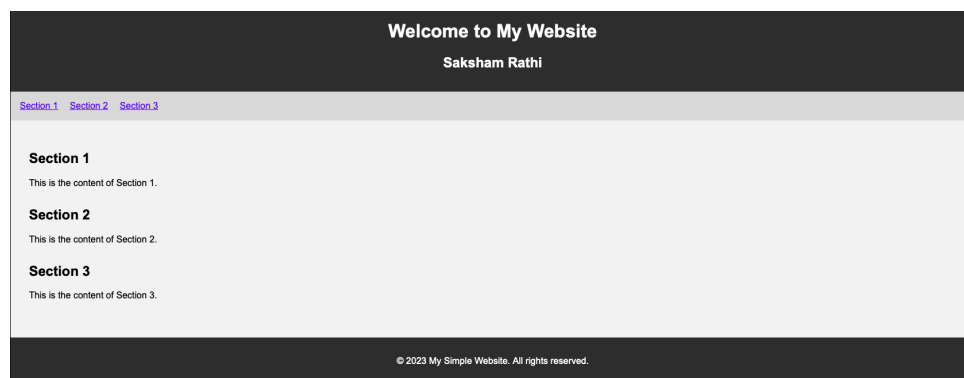 Welcome to My Website
Saksham Rathi
Section 1 Section 2 Section 3
Section 1
This is the content of Section 1.
Section 2
This is the content of Section 2.
Section 3
This is the content of Section 3.
© 2023 My Simple Website. All rights reserved.